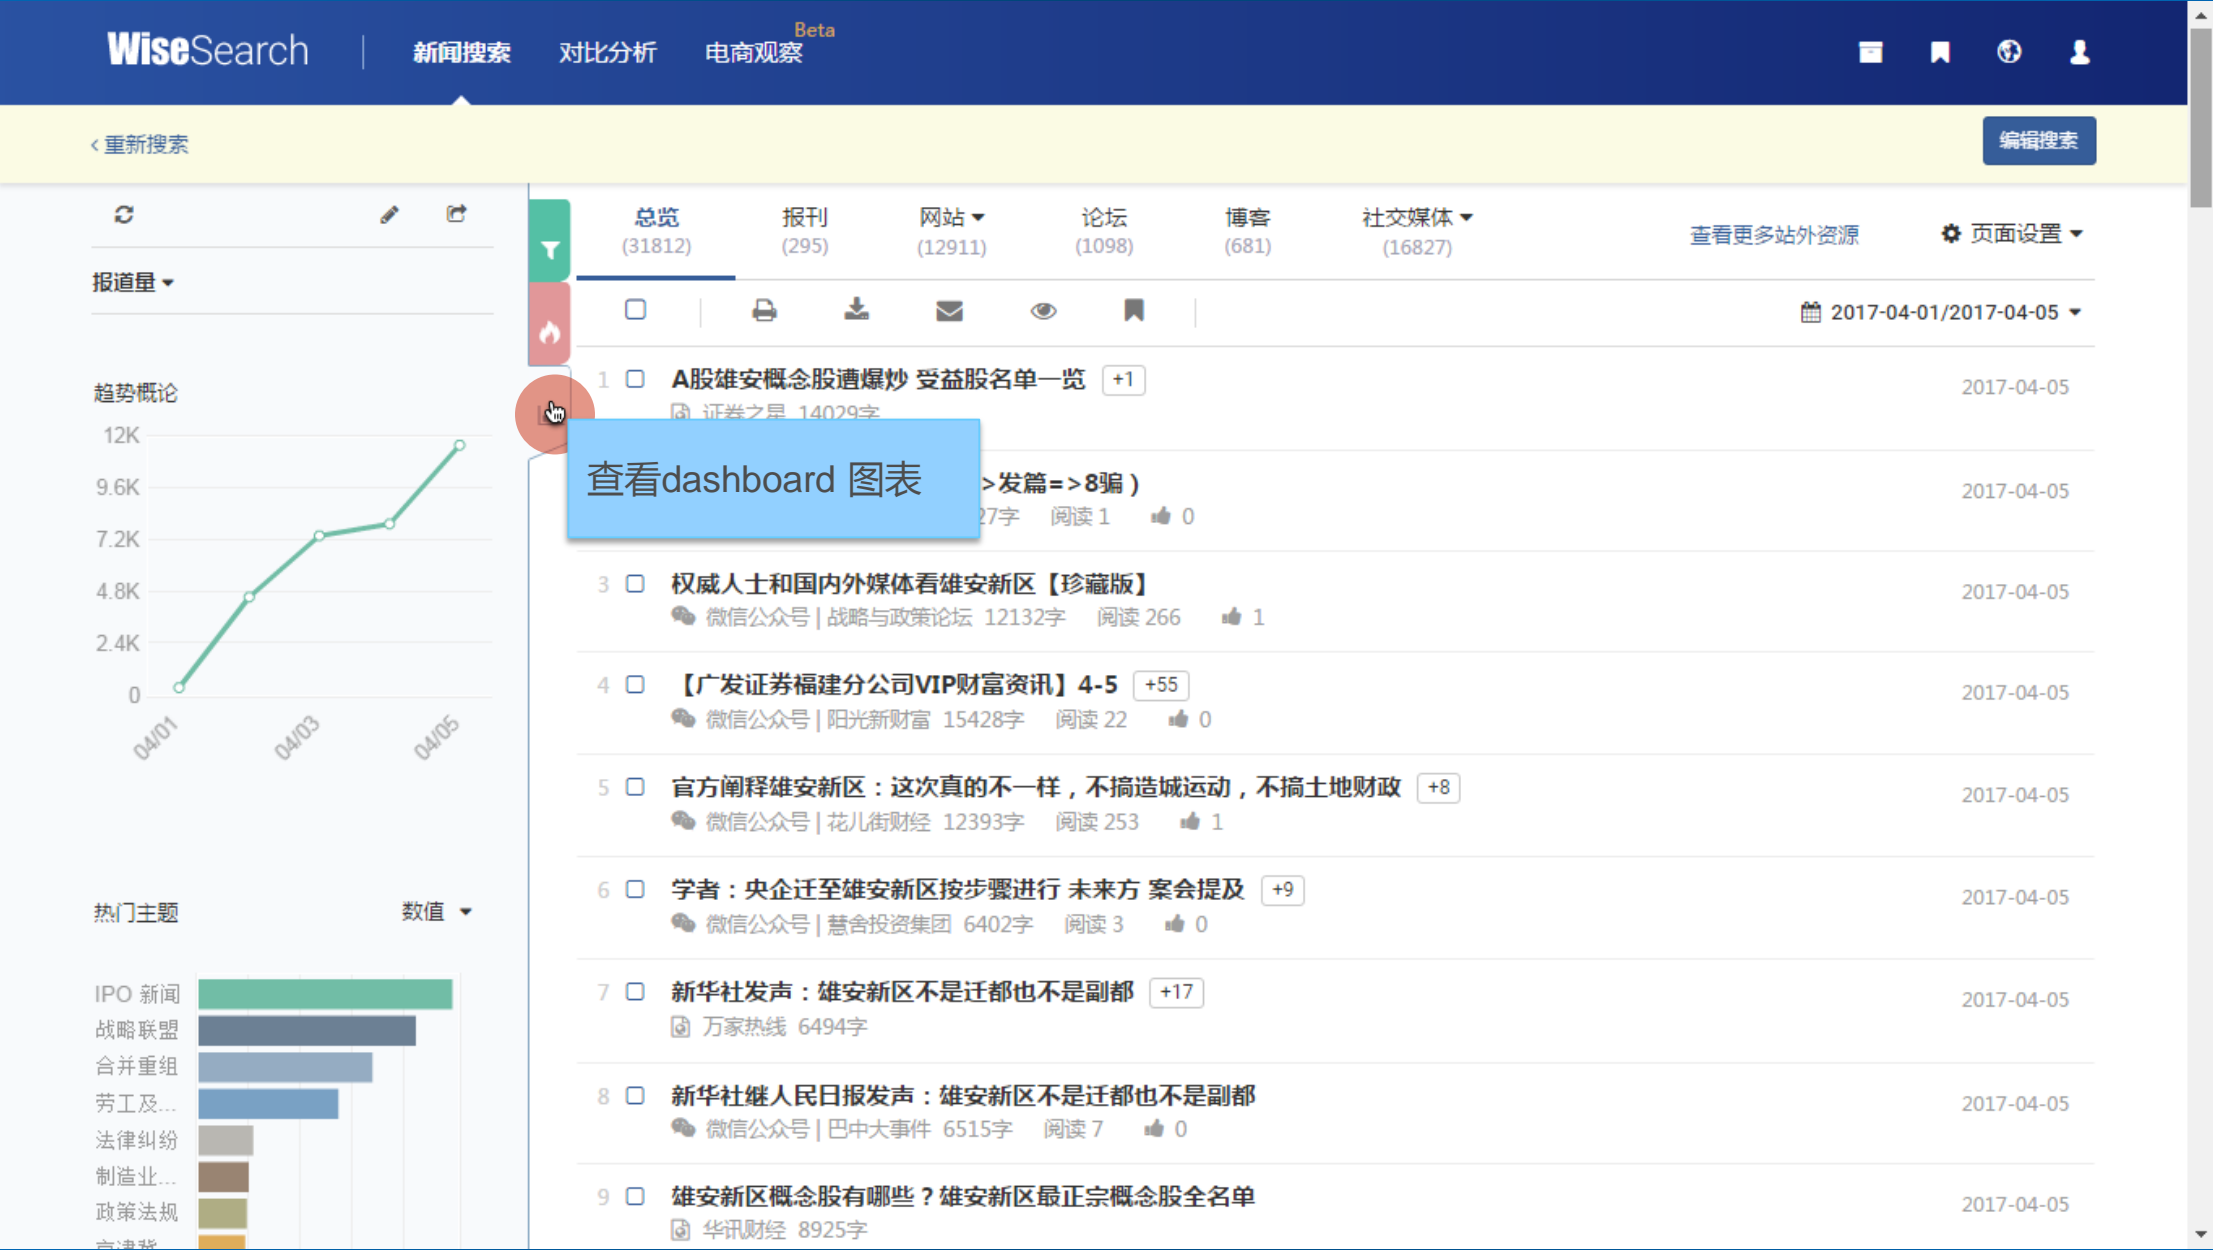 WiseSearch
新闻搜索
对比分析
电商观察
Beta
<重新搜索
编辑搜索
报道量
趋势概论
12K
9.6K
7.2K
4.8K
2.4K
0
04/01
04/03
04/05
热门主题
数值
IPO 新闻
战略联盟
合并重组
劳工及...
法律纠纷
制造业...
政策法规
总览
(31812)
报刊
(295)
网站
(12911)
论坛
(1098)
博客
(681)
社交媒体
(16827)
查看更多站外资源
页面设置
2017-04-01/2017-04-05
1 A股雄安概念股遭爆炒 受益股名单一览 +1 2017-04-05
证券之星 14029字
查看dashboard 图表
>发篇=>8骗) 2017-04-05
27字 阅读 1 0
3 权威人士和国内外媒体看雄安新区【珍藏版】 2017-04-05
微信公众号 | 战略与政策论坛 12132字 阅读 266 1
4 【广发证券福建分公司VIP财富资讯】4-5 +55 2017-04-05
微信公众号 | 阳光新财富 15428字 阅读 22 0
5 官方阐释雄安新区：这次真的不一样，不搞造城运动，不搞土地财政 +8 2017-04-05
微信公众号 | 花儿街财经 12393字 阅读 253 1
6 学者：央企迁至雄安新区按步骤进行 未来方 案会提及 +9 2017-04-05
微信公众号 | 慧舍投资集团 6402字 阅读 3 0
7 新华社发声：雄安新区不是迁都也不是副都 +17 2017-04-05
万家热线 6494字
8 新华社继人民日报发声：雄安新区不是迁都也不是副都 2017-04-05
微信公众号 | 巴中大事件 6515字 阅读 7 0
9 雄安新区概念股有哪些？雄安新区最正宗概念股全名单 2017-04-05
华讯财经 8925字